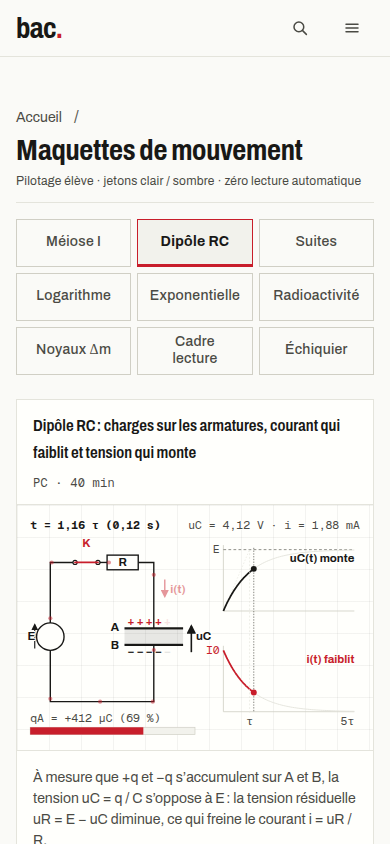 bac.
Accueil /
Maquettes de mouvement
Pilotage élève · jetons clair / sombre · zéro lecture automatique
Méiose I
Dipôle RC
Suites
Logarithme
Exponentielle
Radioactivité
Noyaux Δm
Cadre
lecture
Échiquier
Dipôle RC : charges sur les armatures, courant qui
faiblit et tension qui monte
PC · 40 min
t = 1,16 τ (0,12 s)
uC = 4,12 V · i = 1,88 mA
K
R
i(t)
E
A
++++
B
uC
E
uC(t) monte
I0
i(t) faiblit
τ
5τ
qA = +412 µC (69 %)
À mesure que +q et −q s’accumulent sur A et B, la
tension uC = q / C s’oppose à E : la tension résiduelle
uR = E − uC diminue, ce qui freine le courant i = uR /
R.